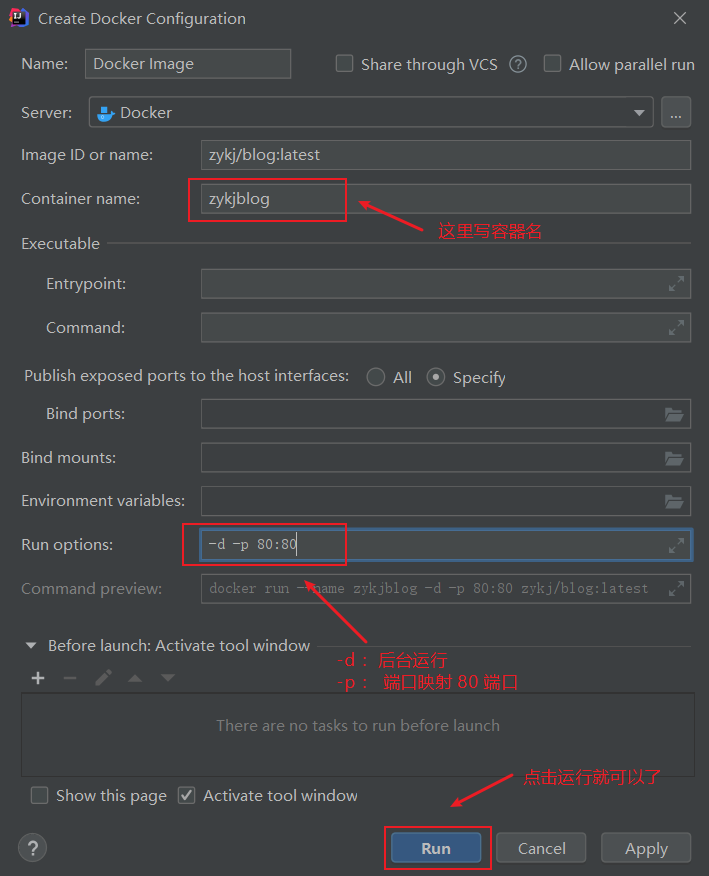 Create Docker Configuration
Name: Docker Image Share through VCS ? Allow parallel run
Server: Docker ...
Image ID or name: zykj/blog:latest
Container name: zykjblog
这里写容器名
Executable
Entrypoint:
Command:
Publish exposed ports to the host interfaces: All Specify
Bind ports:
Bind mounts:
Environment variables:
Run options: -d -p 80:80
Command preview: docker run --name zykjblog -d -p 80:80 zykj/blog:latest
Before launch: Activate tool window
-d ：后台运行
-p ： 端口映射 80 端口
There are no tasks to run before launch
点击运行就可以了
Show this page Activate tool window
? Run Cancel Apply